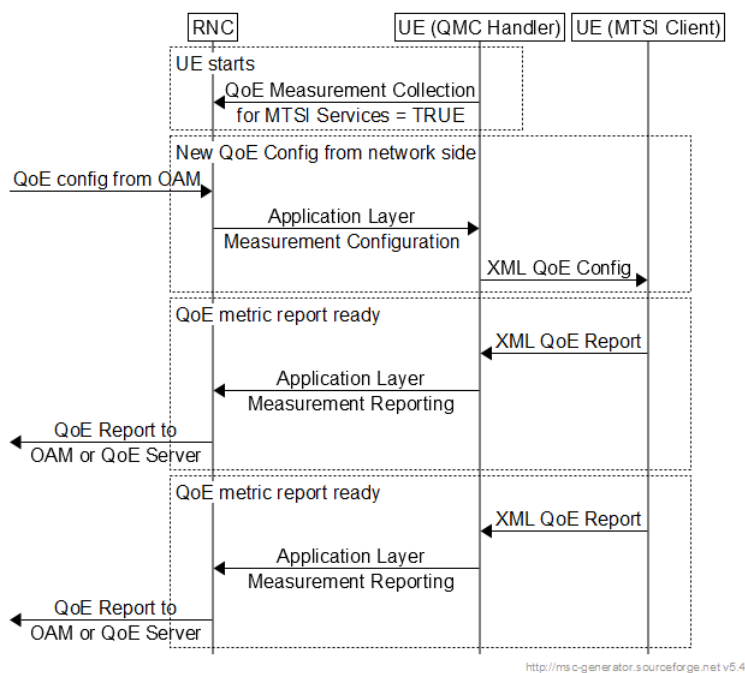 RNC
UE (QMC Handler)
UE (MTSI Client)
UE starts
QoE Measurement Collection
for MTSI Services = TRUE
New QoE Config from network side
QoE config from OAM
Application Layer
Measurement Configuration
XML QoE Config
QoE metric report ready
XML QoE Report
Application Layer
Measurement Reporting
QoE Report to
OAM or QoE Server
QoE metric report ready
XML QoE Report
Application Layer
Measurement Reporting
QoE Report to
OAM or QoE Server
http://msc-generator.sourceforge.net v5.4